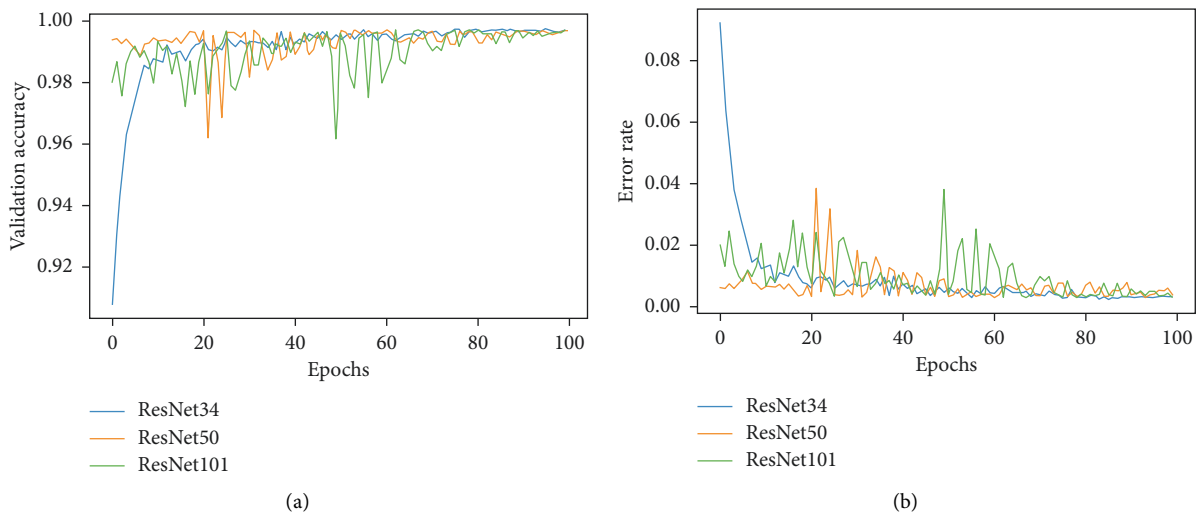 1.00
0.98
0.96
0.94
0.92
Validation accuracy
0 20 40 60 80 100
Epochs
ResNet34
ResNet50
ResNet101
(a)
0.08
0.06
0.04
0.02
0.00
Error rate
0 20 40 60 80 100
Epochs
ResNet34
ResNet50
ResNet101
(b)